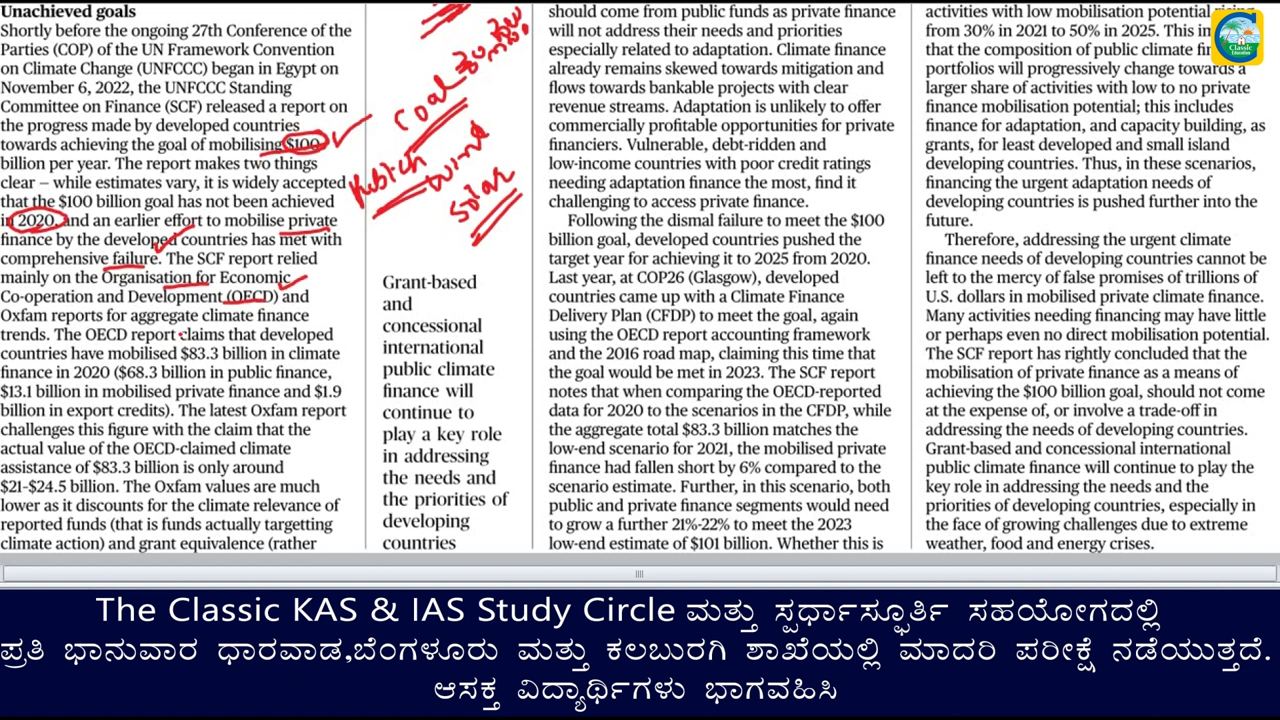 Unachieved goals
Shortly before the ongoing 27th Conference of the
Parties (COP) of the UN Framework Convention
on Climate Change (UNFCCC) began in Egypt on
November 6, 2022, the UNFCCC Standing
Committee on Finance (SCF) released a report on
the progress made by developed countries
towards achieving the goal of mobilising $100
billion per year. The report makes two things
clear – while estimates vary, it is widely accepted
that the $100 billion goal has not been achieved
in 2020, and an earlier effort to mobilise private
finance by the developed countries has met with
comprehensive failure. The SCF report relied
mainly on the Organisation for Economic
Co-operation and Development (OECD) and
Oxfam reports for aggregate climate finance
trends. The OECD report claims that developed
countries have mobilised $83.3 billion in climate
finance in 2020 ($68.3 billion in public finance,
$13.1 billion in mobilised private finance and $1.9
billion in export credits). The latest Oxfam report
challenges this figure with the claim that the
actual value of the OECD-claimed climate
assistance of $83.3 billion is only around
$21-$24.5 billion. The Oxfam values are much
lower as it discounts for the climate relevance of
reported funds (that is funds actually targeting
climate action) and grant equivalence (rather
Coal
Public
wind
Solar
Grant-based
and
concessional
international
public climate
finance will
continue to
play a key role
in addressing
the needs and
the priorities of
developing
countries
should come from public funds as private finance
will not address their needs and priorities
especially related to adaptation. Climate finance
already remains skewed towards mitigation and
flows towards bankable projects with clear
revenue streams. Adaptation is unlikely to offer
commercially profitable opportunities for private
financiers. Vulnerable, debt-ridden and
low-income countries with poor credit ratings
needing adaptation finance the most, find it
challenging to access private finance.
Following the dismal failure to meet the $100
billion goal, developed countries pushed the
target year for achieving it to 2025 from 2020.
Last year, at COP26 (Glasgow), developed
countries came up with a Climate Finance
Delivery Plan (CFDP) to meet the goal, again
using the OECD report accounting framework
and the 2016 road map, claiming this time that
the goal would be met in 2023. The SCF report
notes that when comparing the OECD-reported
data for 2020 to the scenarios in the CFDP, while
the aggregate total $83.3 billion matches the
low-end scenario for 2021, the mobilised private
finance had fallen short by 6% compared to the
scenario estimate. Further, in this scenario, both
public and private finance segments would need
to grow a further 21%-22% to meet the 2023
low-end estimate of $101 billion. Whether this is
activities with low mobilisation potential rising
from 30% in 2021 to 50% in 2025. This in
that the composition of public climate fi
portfolios will progressively change towards a
larger share of activities with low to no private
finance mobilisation potential; this includes
finance for adaptation, and capacity building, as
grants, for least developed and small island
developing countries. Thus, in these scenarios,
financing the urgent adaptation needs of
developing countries is pushed further into the
future.
Therefore, addressing the urgent climate
finance needs of developing countries cannot be
left to the mercy of false promises of trillions of
U.S. dollars in mobilised private climate finance.
Many activities needing financing may have little
or perhaps even no direct mobilisation potential.
The SCF report has rightly concluded that the
mobilisation of private finance as a means of
achieving the $100 billion goal, should not come
at the expense of, or involve a trade-off in
addressing the needs of developing countries.
Grant-based and concessional international
public climate finance will continue to play the
key role in addressing the needs and the
priorities of developing countries, especially in
the face of growing challenges due to extreme
weather, food and energy crises.
Classic
Education
The Classic KAS & IAS Study Circle ಮತ್ತು ಸ್ಪರ್ಧಾಸ್ಫೂರ್ತಿ ಸಹಯೋಗದಲ್ಲಿ
ಪ್ರತಿ ಭಾನುವಾರ ಧಾರವಾಡ,ಬೆಂಗಳೂರು ಮತ್ತು ಕಲಬುರಗಿ ಶಾಖೆಯಲ್ಲಿ ಮಾದರಿ ಪರೀಕ್ಷೆ ನಡೆಯುತ್ತದೆ.
ಆಸಕ್ತ ವಿದ್ಯಾರ್ಥಿಗಳು ಭಾಗವಹಿಸಿ